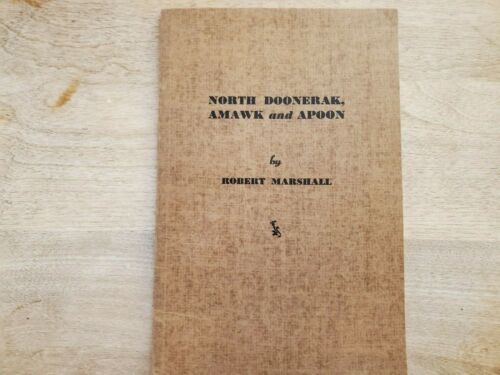 NORTH DOONERAK,
AMAWK and APOON
by
ROBERT MARSHALL